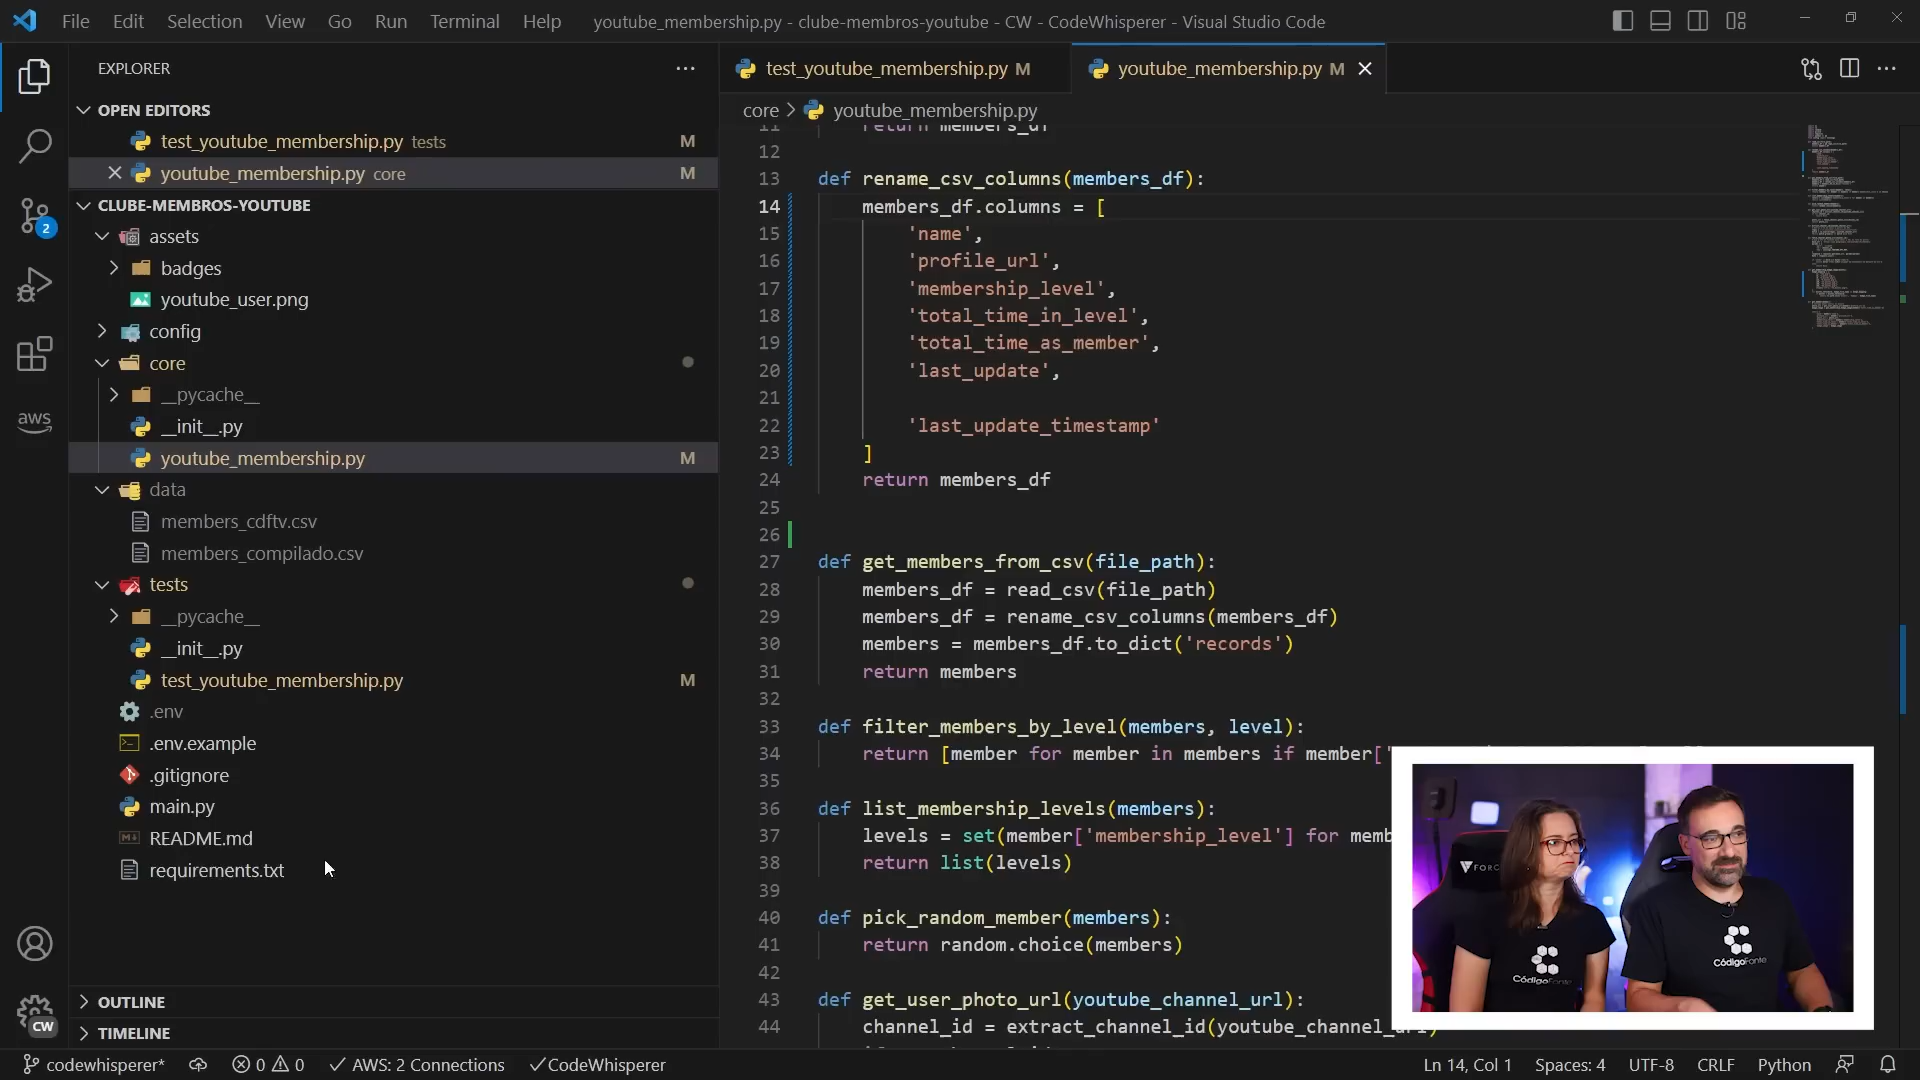 File Edit Selection View Go Run Terminal Help
youtube_membership.py - clube-membros-youtube - CW - CodeWhisperer - Visual Studio Code
EXPLORER
OPEN EDITORS
test_youtube_membership.py tests M
youtube_membership.py core M
CLUBE-MEMBROS-YOUTUBE
assets
badges
youtube_user.png
config
core
__pycache__
__init__.py
youtube_membership.py M
data
members_cdftv.csv
members_compilado.csv
tests
__pycache__
__init__.py
test_youtube_membership.py M
.env
.env.example
.gitignore
main.py
README.md
requirements.txt
OUTLINE
TIMELINE
2
aws
CW
test_youtube_membership.py M
youtube_membership.py M
core > youtube_membership.py
11 return members_df
12
13 def rename_csv_columns(members_df):
14 members_df.columns = [
15 'name',
16 'profile_url',
17 'membership_level',
18 'total_time_in_level',
19 'total_time_as_member',
20 'last_update',
21
22 'last_update_timestamp'
23 ]
24 return members_df
25
26
27 def get_members_from_csv(file_path):
28 members_df = read_csv(file_path)
29 members_df = rename_csv_columns(members_df)
30 members = members_df.to_dict('records')
31 return members
32
33 def filter_members_by_level(members, level):
34 return [member for member in members if member['
35
36 def list_membership_levels(members):
37 levels = set(member['membership_level'] for memb
38 return list(levels)
39
40 def pick_random_member(members):
41 return random.choice(members)
42
43 def get_user_photo_url(youtube_channel_url):
44 channel_id = extract_channel_id(youtube_channel_url)
FORC
CódigoFonte
CódigoFonte
codewhisperer* 0 0 AWS: 2 Connections CodeWhisperer
Ln 14, Col 1 Spaces: 4 UTF-8 CRLF Python